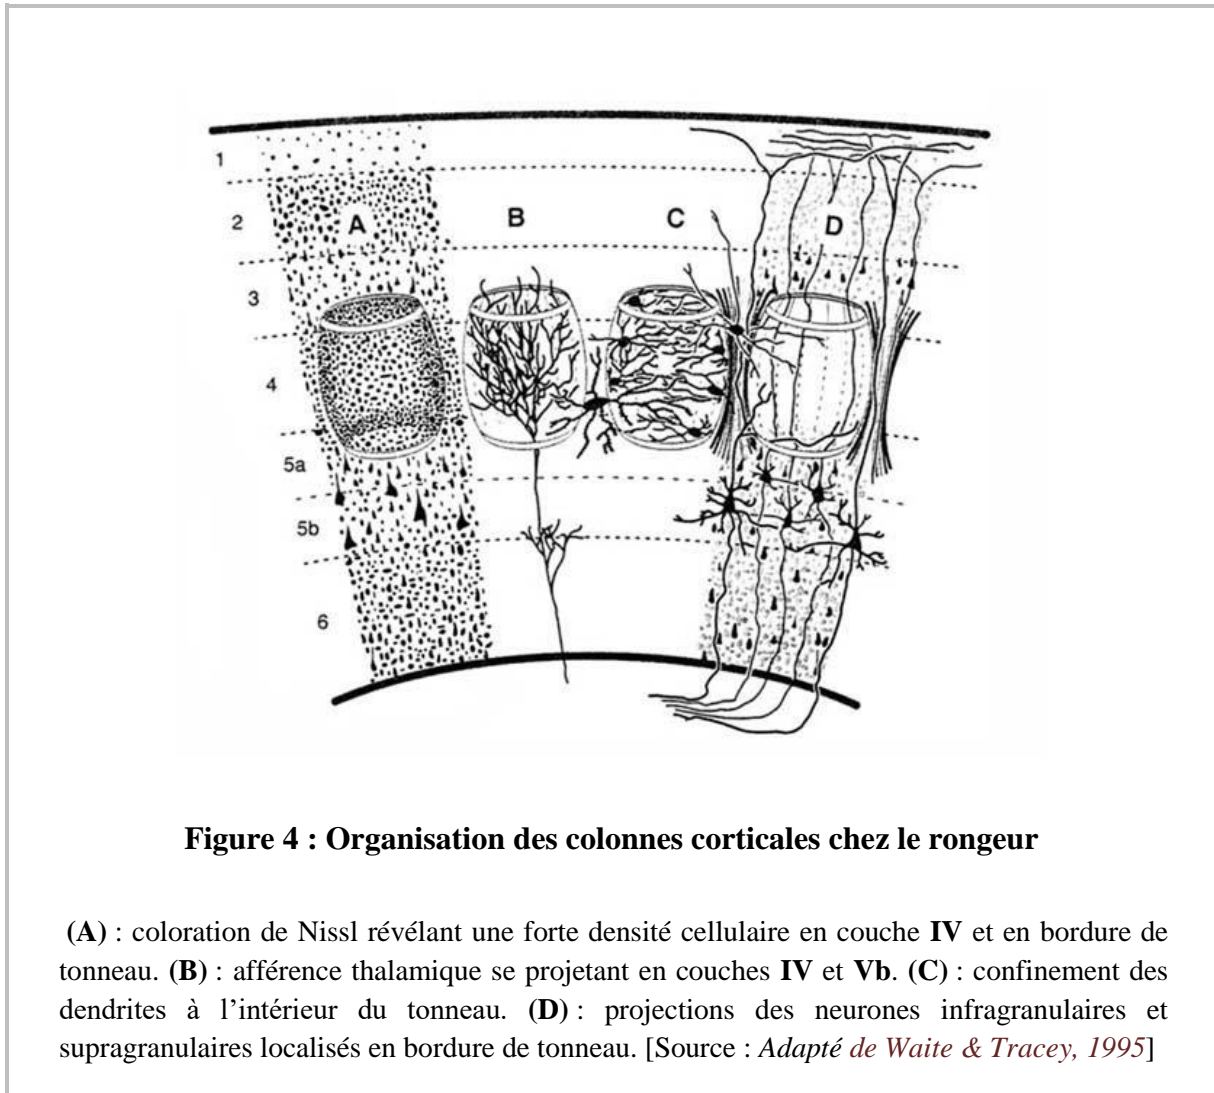 1
2
A
B
C
D
3
4
5a
5b
6
Figure 4 : Organisation des colonnes corticales chez le rongeur
(A) : coloration de Nissl révélant une forte densité cellulaire en couche IV et en bordure de
tonneau. (B) : afférence thalamique se projetant en couches IV et Vb. (C) : confinement des
dendrites à l’intérieur du tonneau. (D) : projections des neurones infragranulaires et
supragranulaires localisés en bordure de tonneau. [Source : Adapté de Waite & Tracey, 1995]